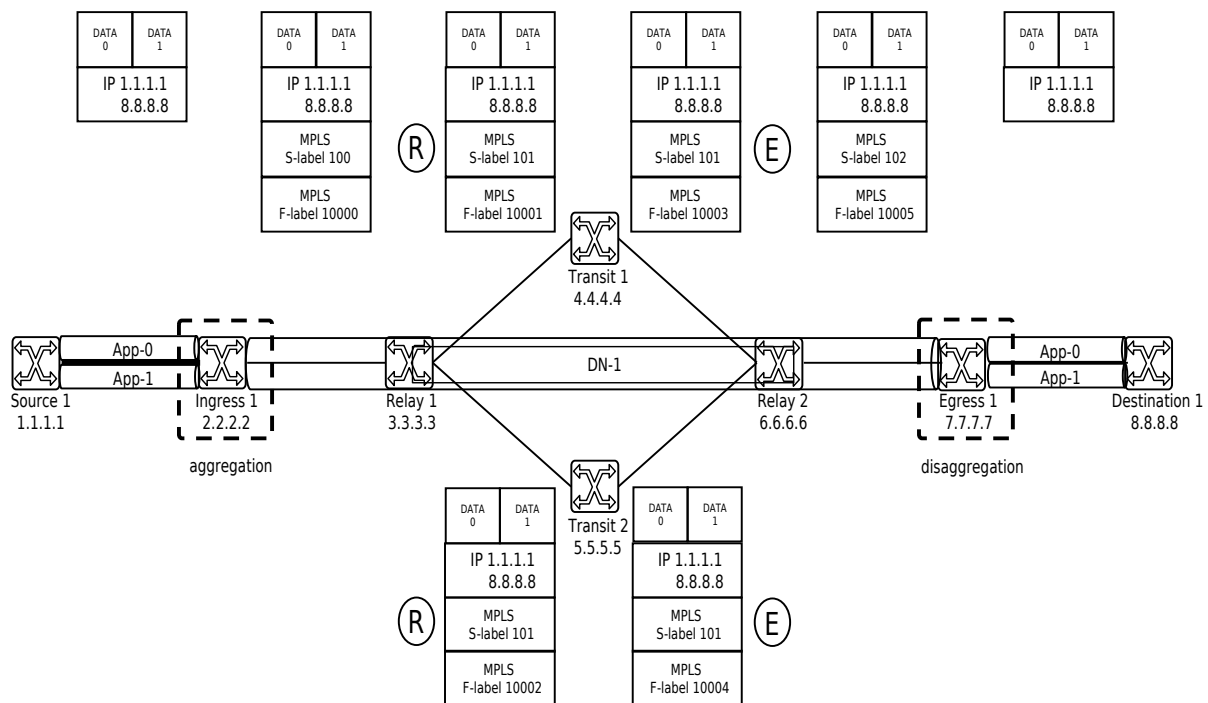 DATA 0 DATA 1
IP 1.1.1.1
8.8.8.8
DATA 0 DATA 1
IP 1.1.1.1
8.8.8.8
MPLS
S-label 100
MPLS
F-label 10000
R
DATA 0 DATA 1
IP 1.1.1.1
8.8.8.8
MPLS
S-label 101
MPLS
F-label 10001
DATA 0 DATA 1
IP 1.1.1.1
8.8.8.8
MPLS
S-label 101
MPLS
F-label 10003
E
DATA 0 DATA 1
IP 1.1.1.1
8.8.8.8
MPLS
S-label 102
MPLS
F-label 10005
DATA 0 DATA 1
IP 1.1.1.1
8.8.8.8
Transit 1
4.4.4.4
App-0
App-1
DN-1
App-0
App-1
Source 1
1.1.1.1
Ingress 1
2.2.2.2
Relay 1
3.3.3.3
Relay 2
6.6.6.6
Egress 1
7.7.7.7
Destination 1
8.8.8.8
aggregation
disaggregation
Transit 2
5.5.5.5
R
DATA 0 DATA 1
IP 1.1.1.1
8.8.8.8
MPLS
S-label 101
MPLS
F-label 10002
DATA 0 DATA 1
IP 1.1.1.1
8.8.8.8
MPLS
S-label 101
MPLS
F-label 10004
E